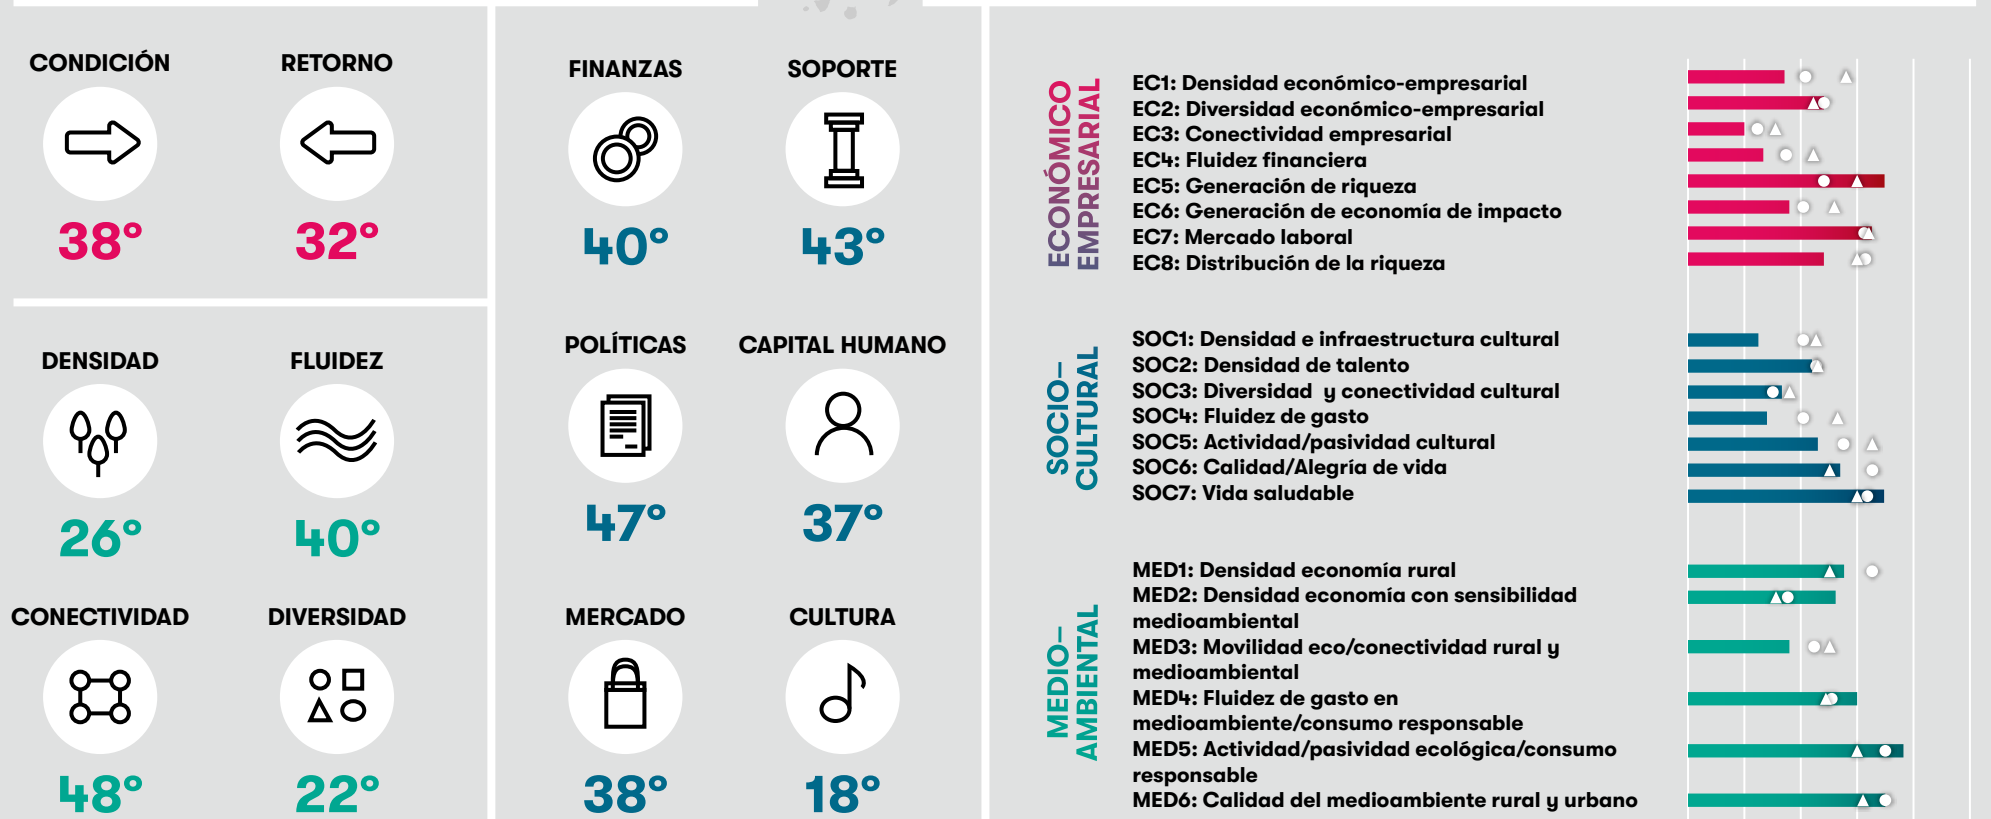 CONDICIÓN
RETORNO
38°
32°
DENSIDAD
FLUIDEZ
26°
40°
CONECTIVIDAD
DIVERSIDAD
48°
22°
FINANZAS
SOPORTE
40°
43°
POLÍTICAS
CAPITAL HUMANO
47°
37°
MERCADO
CULTURA
38°
18°
ECONÓMICO
EMPRESARIAL
EC1: Densidad económico-empresarial
EC2: Diversidad económico-empresarial
EC3: Conectividad empresarial
EC4: Fluidez financiera
EC5: Generación de riqueza
EC6: Generación de economía de impacto
EC7: Mercado laboral
EC8: Distribución de la riqueza
SOCIO–
CULTURAL
SOC1: Densidad e infraestructura cultural
SOC2: Densidad de talento
SOC3: Diversidad y conectividad cultural
SOC4: Fluidez de gasto
SOC5: Actividad/pasividad cultural
SOC6: Calidad/Alegría de vida
SOC7: Vida saludable
MEDIO–
AMBIENTAL
MED1: Densidad economía rural
MED2: Densidad economía con sensibilidad
medioambiental
MED3: Movilidad eco/conectividad rural y
medioambiental
MED4: Fluidez de gasto en
medioambiente/consumo responsable
MED5: Actividad/pasividad ecológica/consumo
responsable
MED6: Calidad del medioambiente rural y urbano